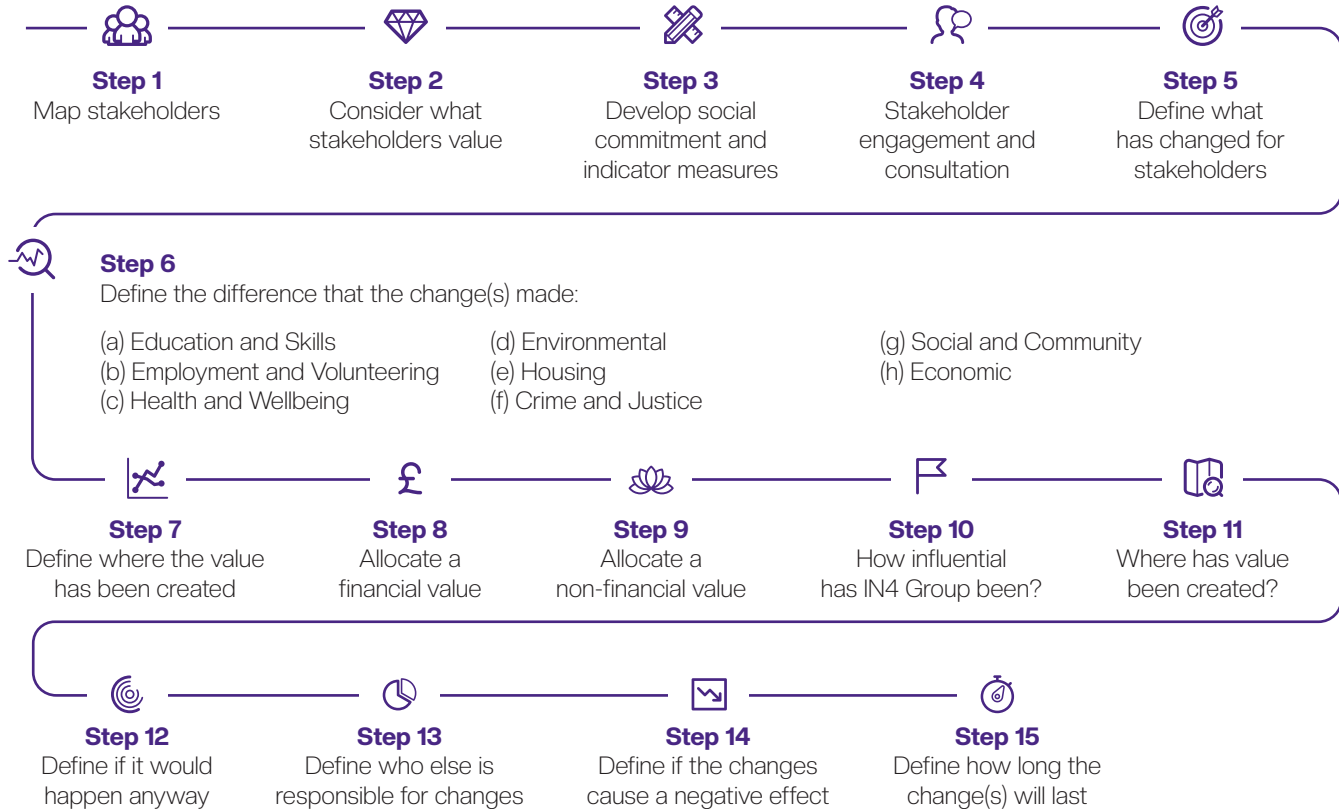 Step 1
Map stakeholders
Step 2
Consider what
stakeholders value
Step 3
Develop social
commitment and
indicator measures
Step 4
Stakeholder
engagement and
consultation
Step 5
Define what
has changed for
stakeholders
Step 6
Define the difference that the change(s) made:
(a) Education and Skills
(b) Employment and Volunteering
(c) Health and Wellbeing
(d) Environmental
(e) Housing
(f) Crime and Justice
(g) Social and Community
(h) Economic
£
Step 7
Define where the value
has been created
Step 8
Allocate a
financial value
Step 9
Allocate a
non-financial value
Step 10
How influential
has IN4 Group been?
Step 11
Where has value
been created?
Step 12
Define if it would
happen anyway
Step 13
Define who else is
responsible for changes
Step 14
Define if the changes
cause a negative effect
Step 15
Define how long the
change(s) will last